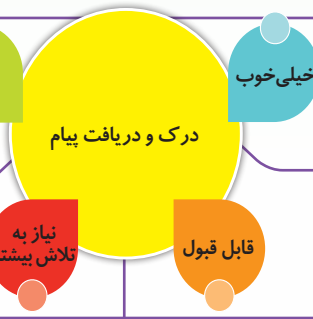 خیلی‌خوب
درک و دریافت پیام
قابل قبول
نیاز به
تلاش بیشتر